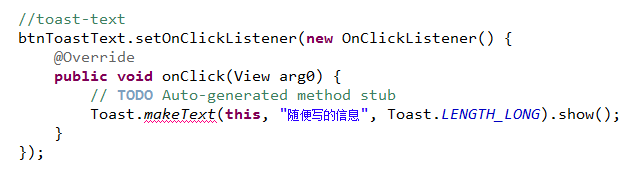 //toast-text
btnToastText.setOnClickListener(new OnClickListener() {
@Override
public void onClick(View arg0) {
// TODO Auto-generated method stub
Toast.makeText(this, "随便写的信息", Toast.LENGTH_LONG).show();
}
});